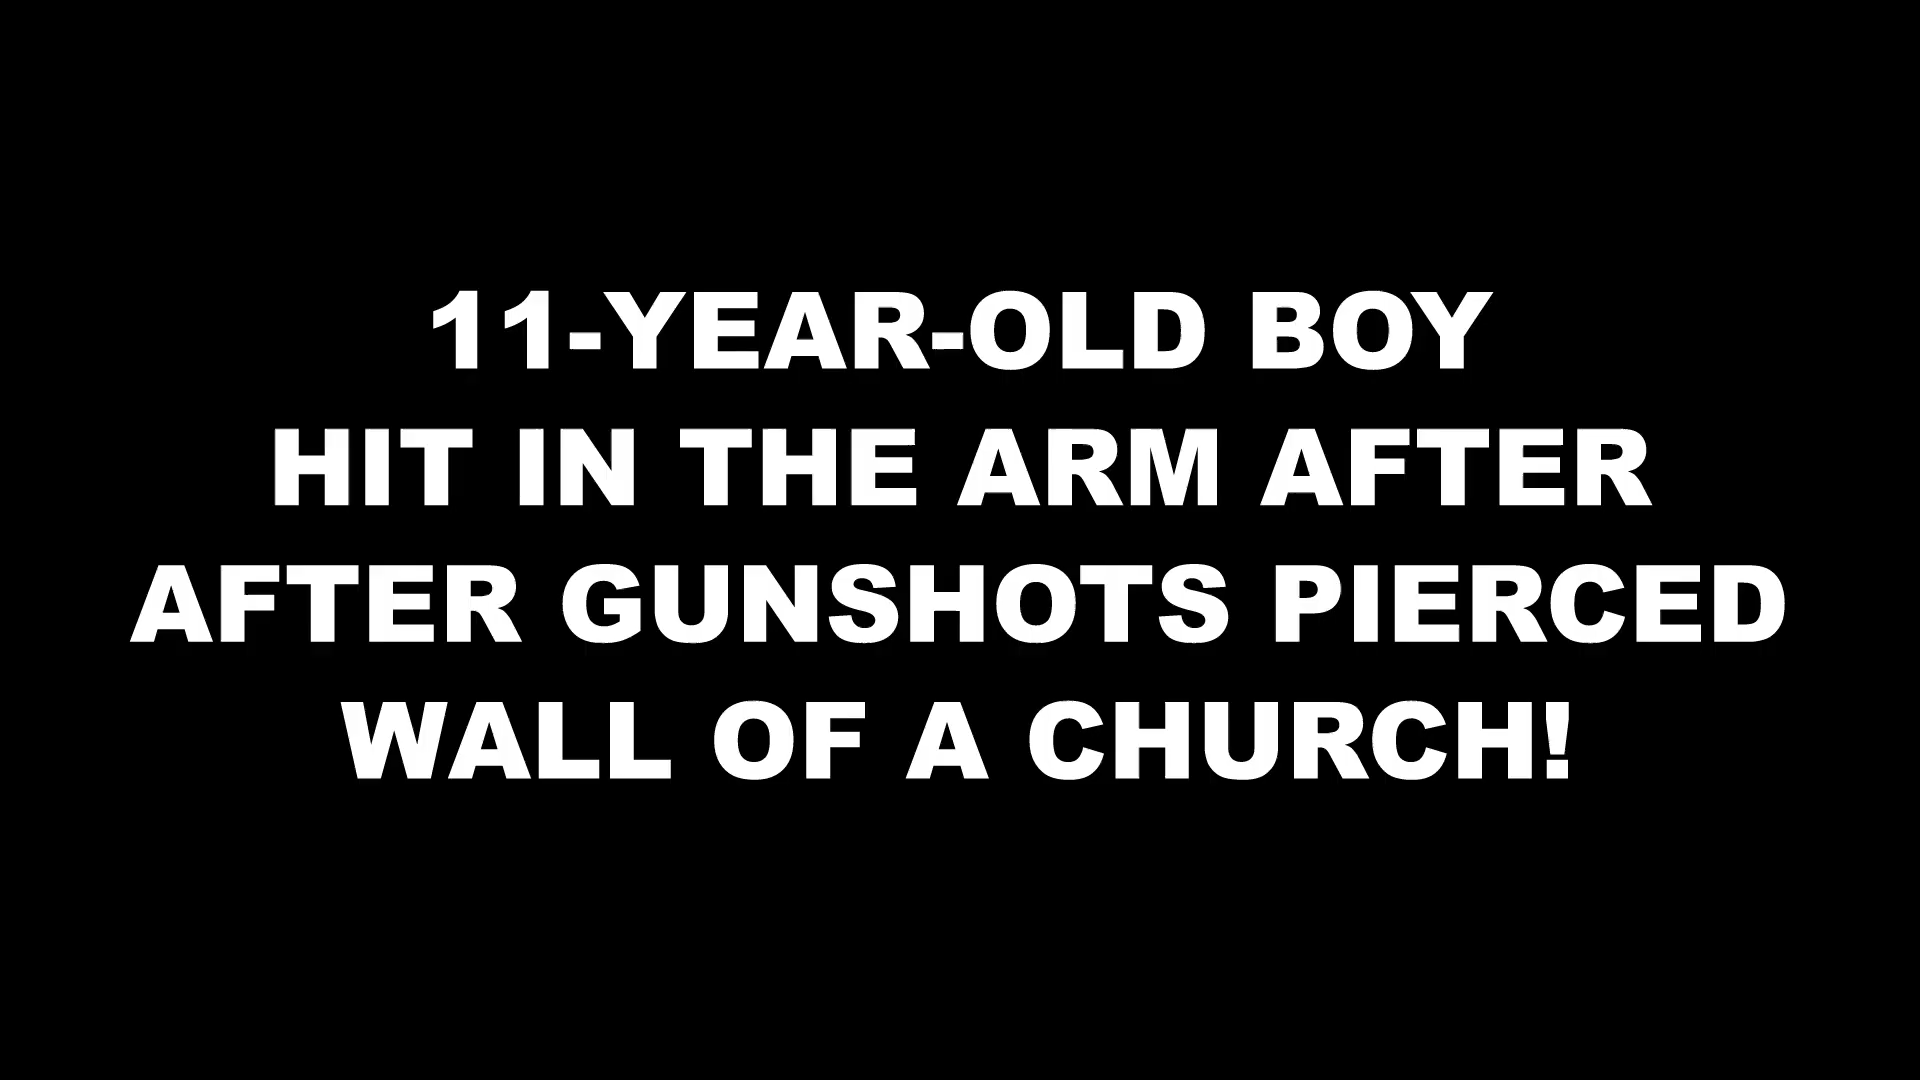 11-YEAR-OLD BOY
HIT IN THE ARM AFTER
AFTER GUNSHOTS PIERCED
WALL OF A CHURCH!